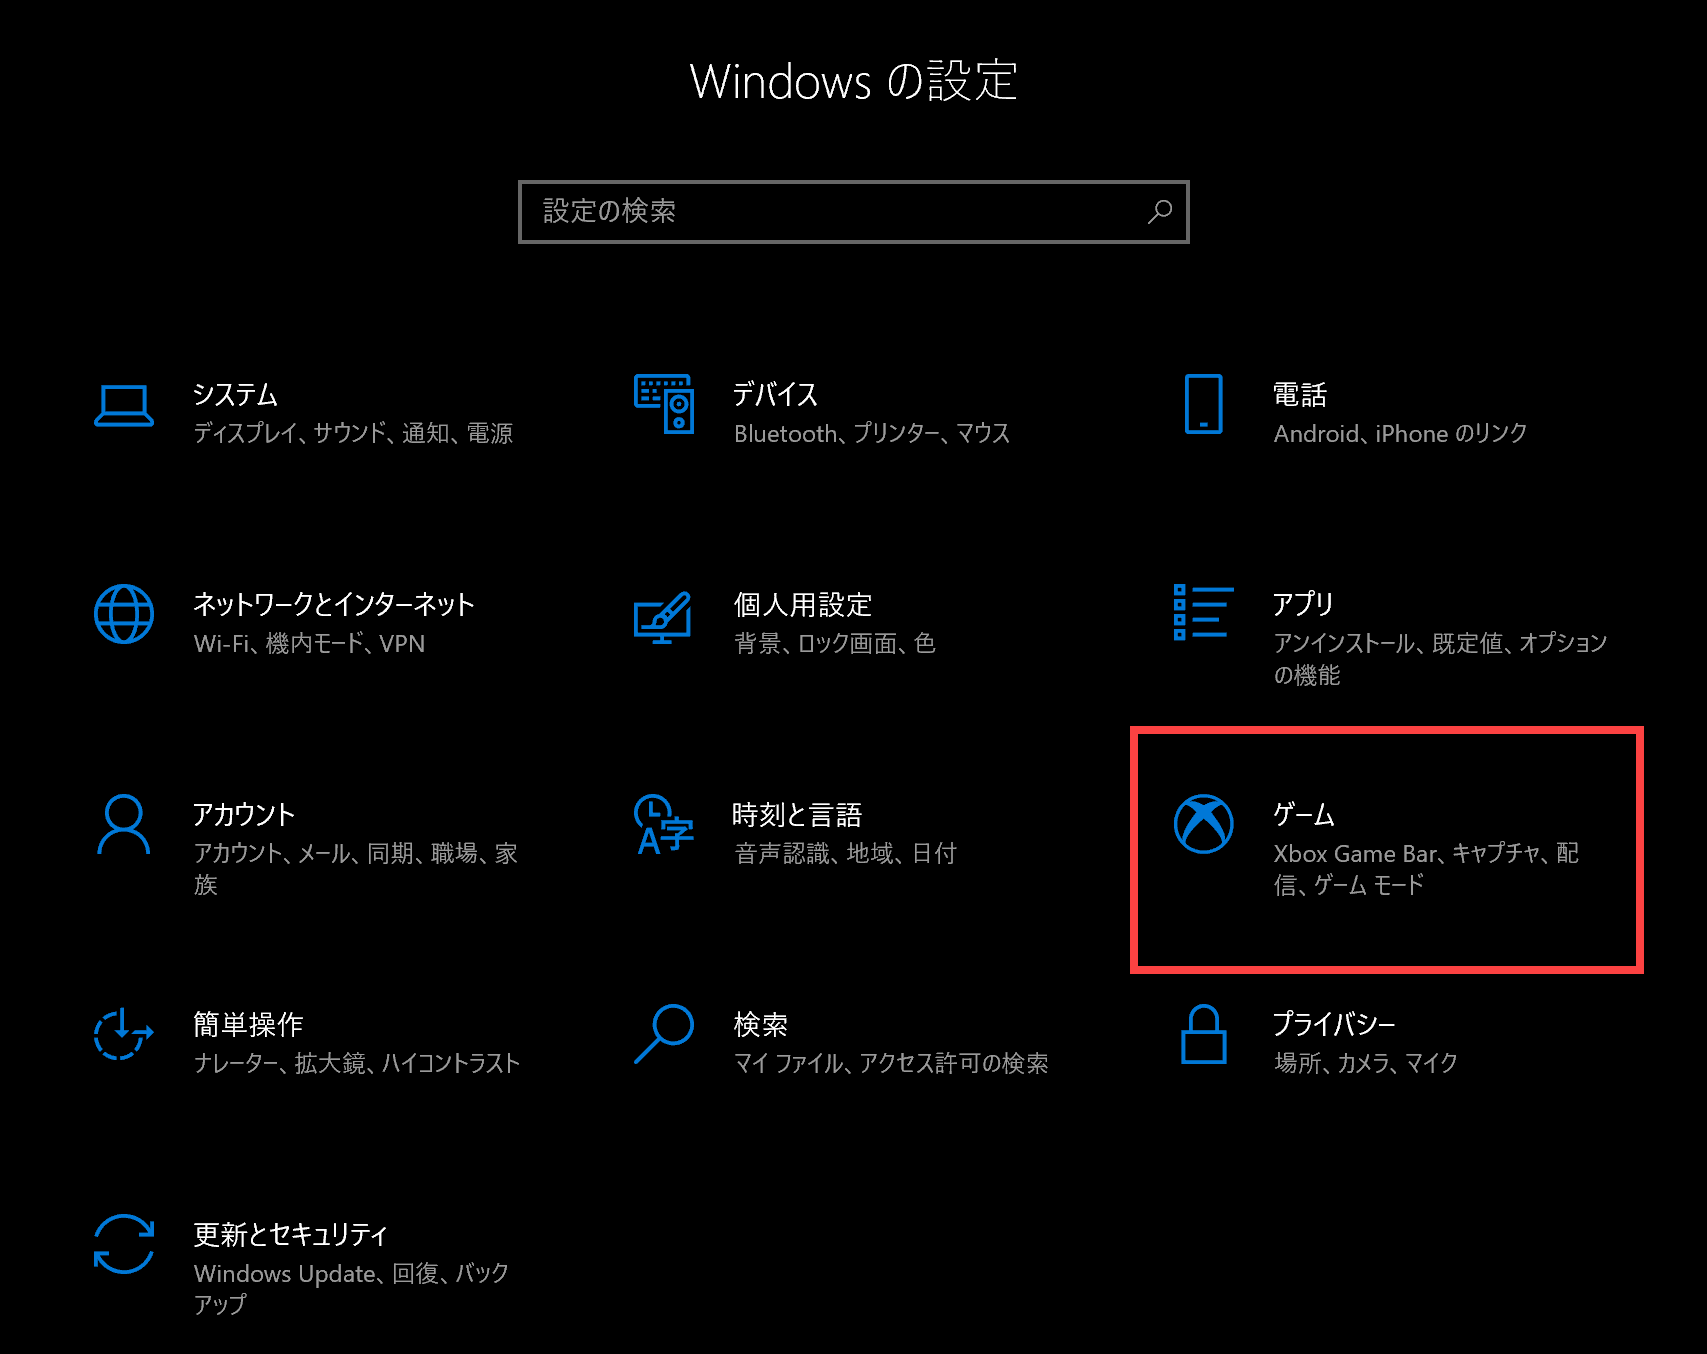 Windows の設定
設定の検索
システム
ディスプレイ、サウンド、通知、電源
デバイス
Bluetooth、プリンター、マウス
電話
Android、iPhone のリンク
ネットワークとインターネット
Wi-Fi、機内モード、VPN
個人用設定
背景、ロック画面、色
アプリ
アンインストール、既定値、オプション
の機能
アカウント
アカウント、メール、同期、職場、家
族
時刻と言語
音声認識、地域、日付
ゲーム
Xbox Game Bar、キャプチャ、配
信、ゲーム モード
簡単操作
ナレーター、拡大鏡、ハイコントラスト
検索
マイ ファイル、アクセス許可の検索
プライバシー
場所、カメラ、マイク
更新とセキュリティ
Windows Update、回復、バック
アップ